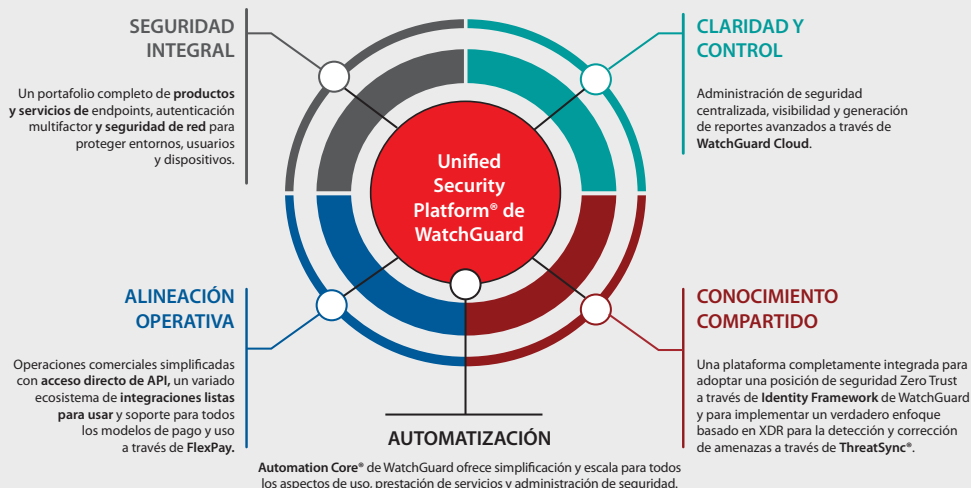 SEGURIDAD
INTEGRAL
Un portafolio completo de productos
y servicios de endpoints, autenticación
multifactor y seguridad de red para
proteger entornos, usuarios
y dispositivos.
CLARIDAD Y
CONTROL
Administración de seguridad
centralizada, visibilidad y generación
de reportes avanzados a través de
WatchGuard Cloud.
Unified
Security
Platform® de
WatchGuard
ALINEACIÓN
OPERATIVA
Operaciones comerciales simplificadas
con acceso directo de API, un variado
ecosistema de integraciones listas
para usar y soporte para todos
los modelos de pago y uso
a través de FlexPay.
CONOCIMIENTO
COMPARTIDO
Una plataforma completamente integrada para
adoptar una posición de seguridad Zero Trust
a través de Identity Framework de WatchGuard
y para implementar un verdadero enfoque
basado en XDR para la detección y corrección
de amenazas a través de ThreatSync®.
AUTOMATIZACIÓN
Automation Core® de WatchGuard ofrece simplificación y escala para todos
los aspectos de uso, prestación de servicios y administración de seguridad.